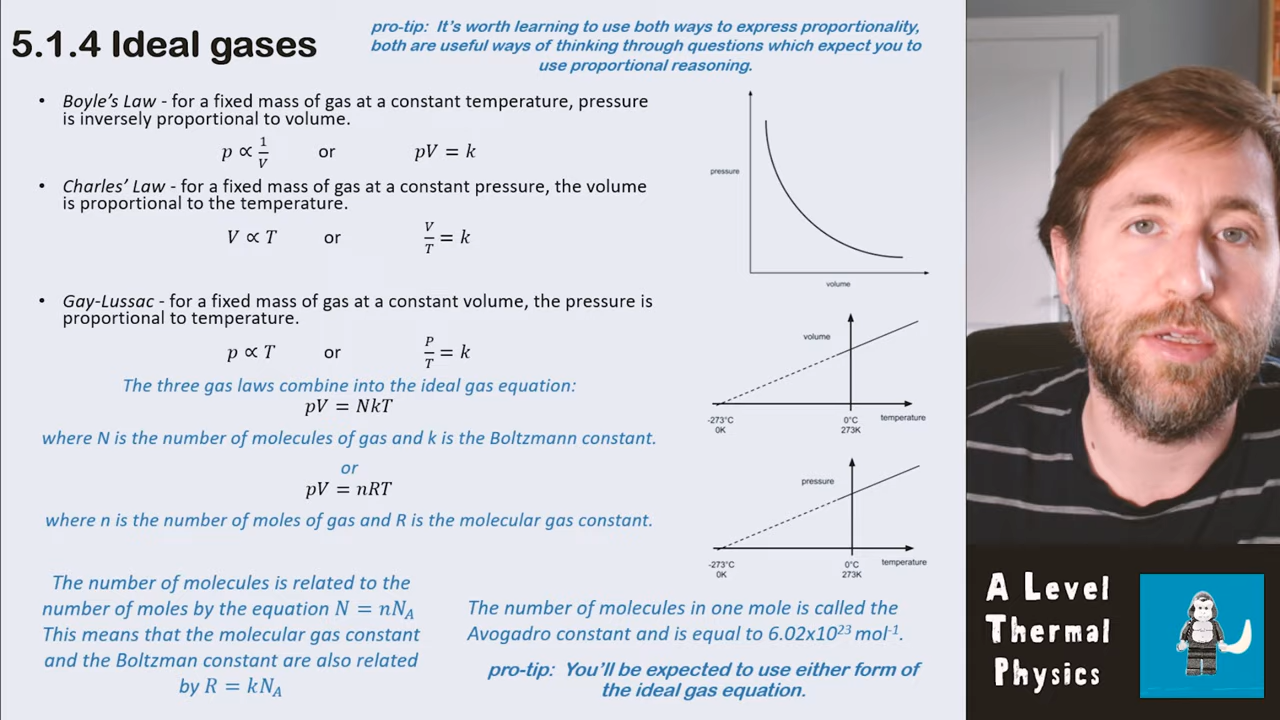 5.1.4 Ideal gases
pro-tip: It's worth learning to use both ways to express proportionality,
both are useful ways of thinking through questions which expect you to
use proportional reasoning.
• Boyle's Law - for a fixed mass of gas at a constant temperature, pressure
is inversely proportional to volume.
p ∝ 1/V or pV = k
• Charles' Law - for a fixed mass of gas at a constant pressure, the volume
is proportional to the temperature.
V ∝ T or V/T = k
• Gay-Lussac - for a fixed mass of gas at a constant volume, the pressure is
proportional to temperature.
p ∝ T or P/T = k
The three gas laws combine into the ideal gas equation:
pV = NkT
where N is the number of molecules of gas and k is the Boltzmann constant.
or
pV = nRT
where n is the number of moles of gas and R is the molecular gas constant.
The number of molecules is related to the
number of moles by the equation N = nN_A
This means that the molecular gas constant
and the Boltzman constant are also related
by R = kN_A
The number of molecules in one mole is called the
Avogadro constant and is equal to 6.02x10²³ mol⁻¹.
pro-tip: You'll be expected to use either form of
the ideal gas equation.
pressure
volume
volume
-273°C 0°C temperature
0K 273K
pressure
-273°C 0°C temperature
0K 273K
A Level
Thermal
Physics